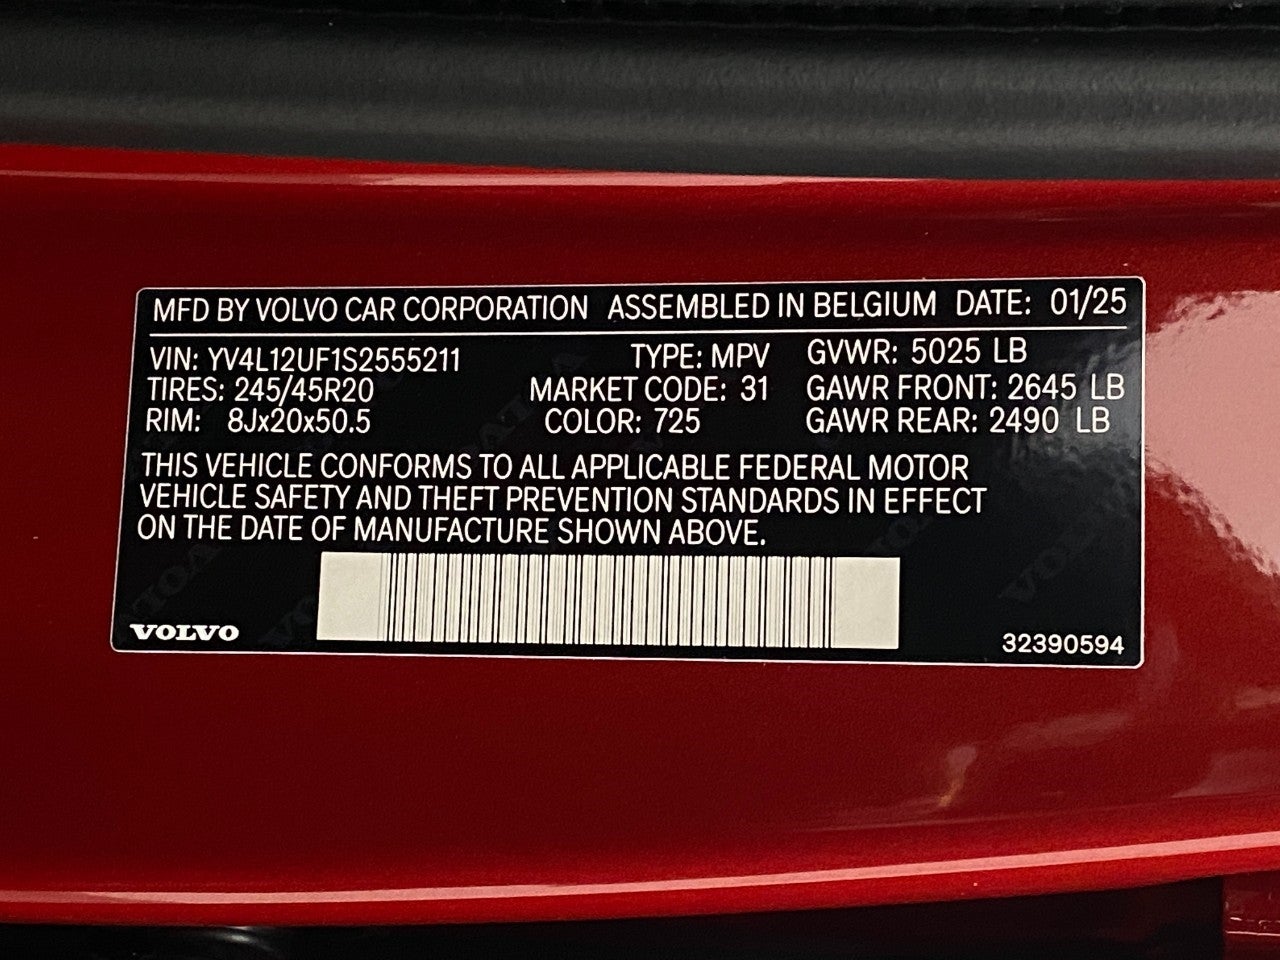 MFD BY VOLVO CAR CORPORATION ASSEMBLED IN BELGIUM DATE: 01/25
VIN: YV4L12UF1S2555211 TYPE: MPV GVWR: 5025 LB
TIRES: 245/45R20 MARKET CODE: 31 GAWR FRONT: 2645 LB
RIM: 8Jx20x50.5 COLOR: 725 GAWR REAR: 2490 LB
THIS VEHICLE CONFORMS TO ALL APPLICABLE FEDERAL MOTOR
VEHICLE SAFETY AND THEFT PREVENTION STANDARDS IN EFFECT
ON THE DATE OF MANUFACTURE SHOWN ABOVE.
VOLVO 32390594